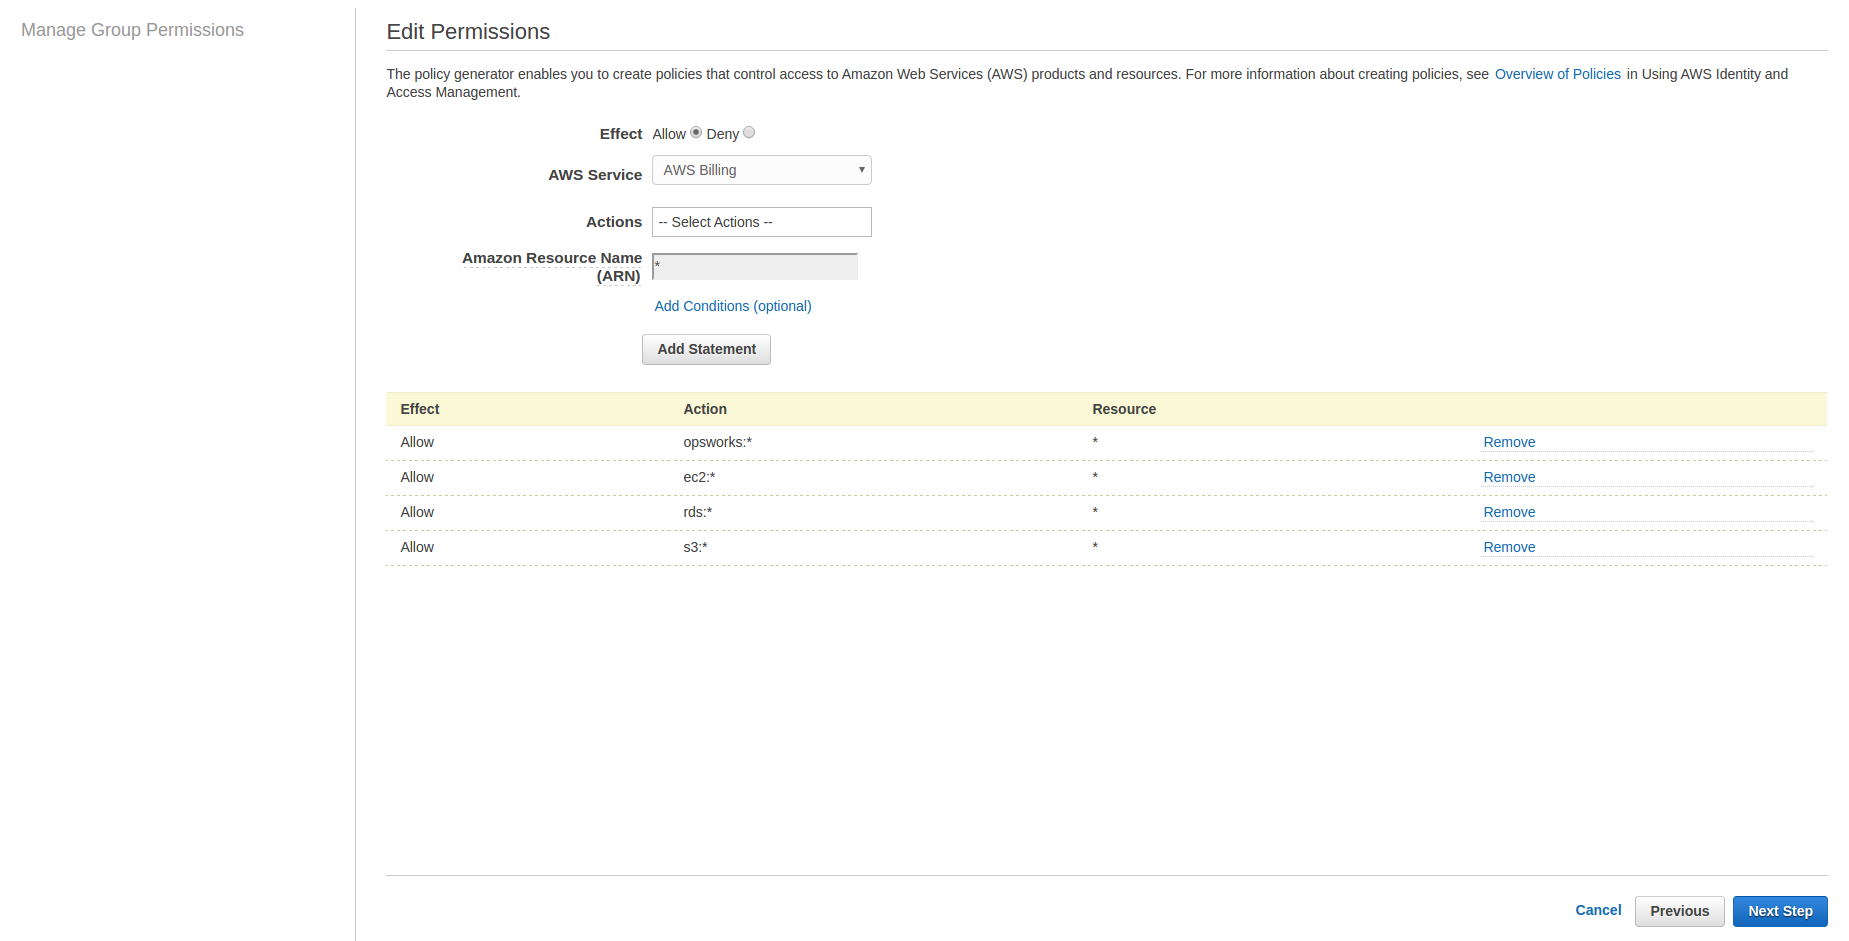 Manage Group Permissions
Edit Permissions
The policy generator enables you to create policies that control access to Amazon Web Services (AWS) products and resources. For more information about creating policies, see Overview of Policies in Using AWS Identity and
Access Management.
Effect Allow Deny
AWS Service AWS Billing
Actions -- Select Actions --
Amazon Resource Name
(ARN) *
Add Conditions (optional)
Add Statement
Effect Action Resource
Allow opsworks:* * Remove
Allow ec2:* * Remove
Allow rds:* * Remove
Allow s3:* * Remove
Cancel Previous Next Step